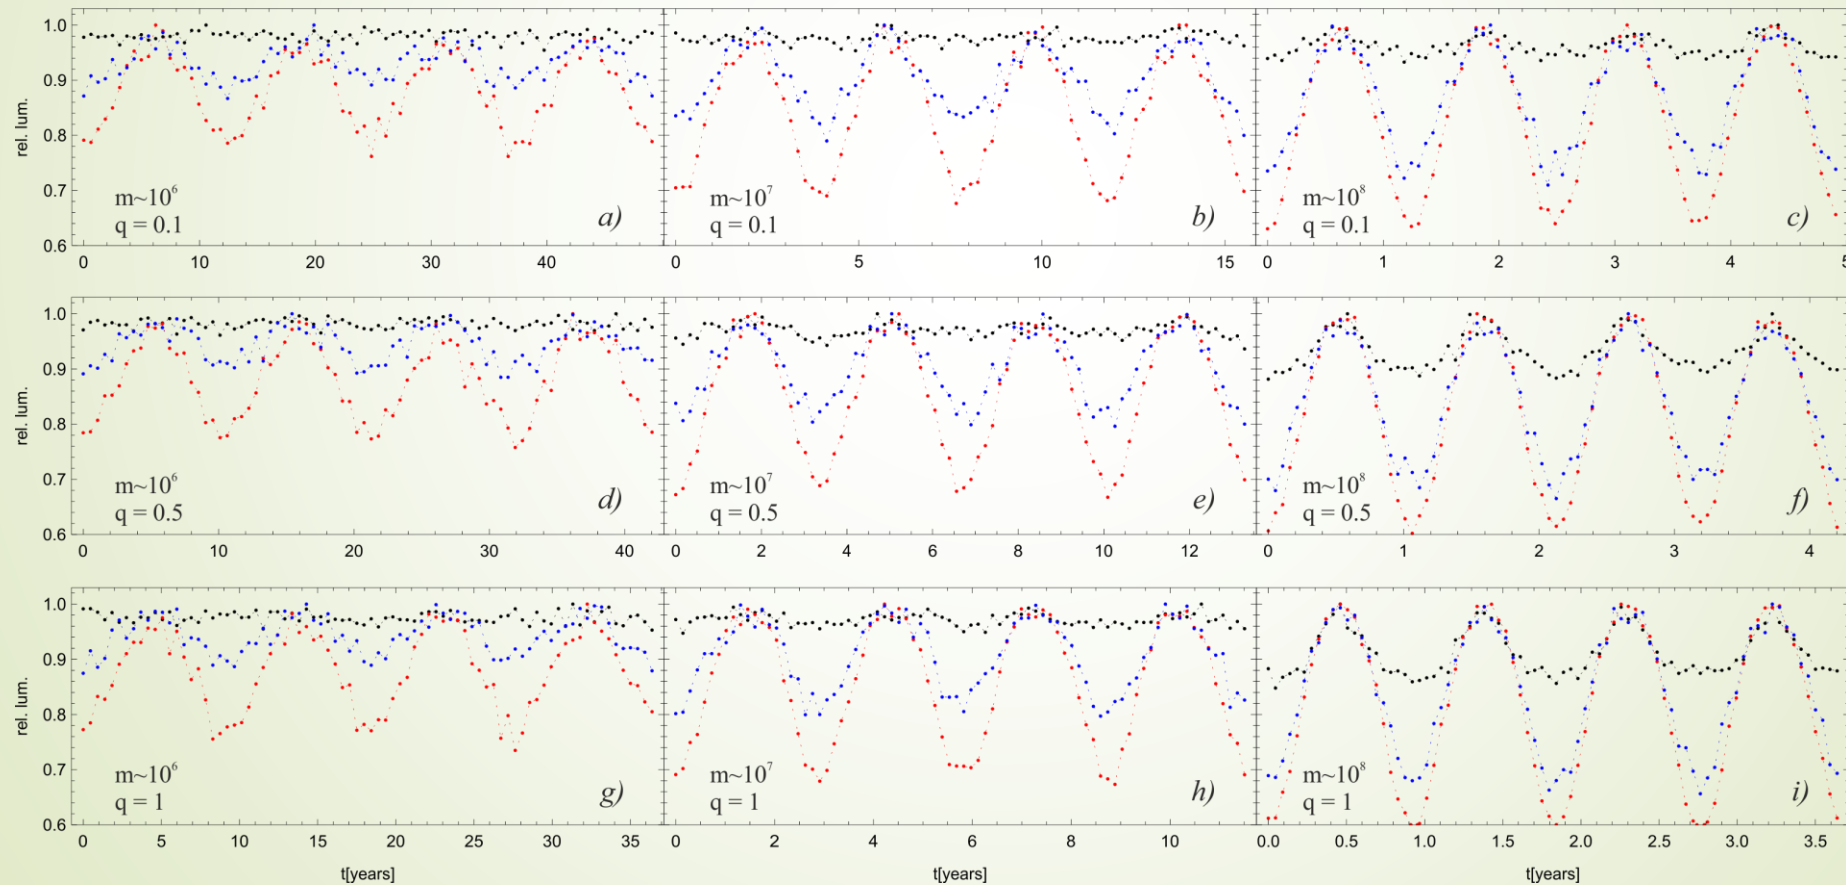 rel. lum.
1.0
0.9
0.8
0.7
0.6
m~10⁶
q = 0.1
a)
m~10⁷
q = 0.1
b)
m~10⁸
q = 0.1
c)
0 10 20 30 40
0 5 10 15
0 1 2 3 4 5
rel. lum.
1.0
0.9
0.8
0.7
0.6
m~10⁶
q = 0.5
d)
m~10⁷
q = 0.5
e)
m~10⁸
q = 0.5
f)
0 10 20 30 40
0 2 4 6 8 10 12
0 1 2 3 4
rel. lum.
1.0
0.9
0.8
0.7
0.6
m~10⁶
q = 1
g)
m~10⁷
q = 1
h)
m~10⁸
q = 1
i)
0 5 10 15 20 25 30 35
0 2 4 6 8 10
0.0 0.5 1.0 1.5 2.0 2.5 3.0 3.5
t[years]
t[years]
t[years]